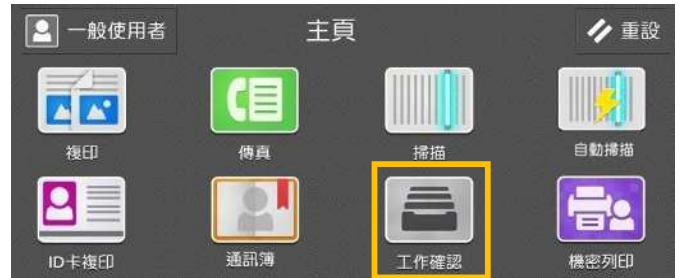 一般使用者 主頁 重設
複印 傳真 掃描 自動掃描
ID卡複印 通訊簿 工作確認 機密列印